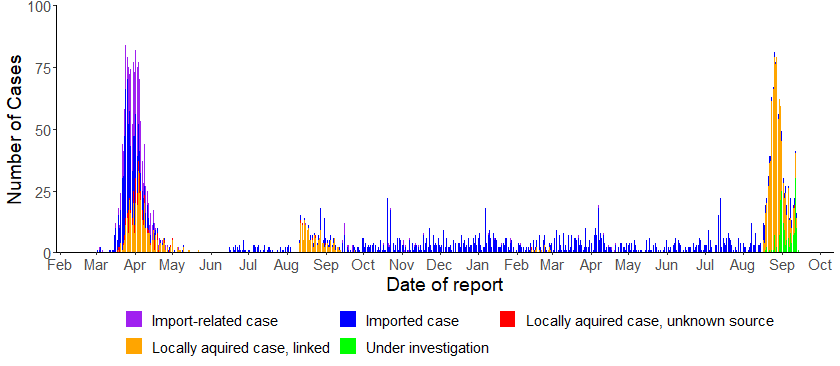 100
75
50
25
0
Number of Cases
Feb Mar Apr May Jun Jul Aug Sep Oct Nov Dec Jan Feb Mar Apr May Jun Jul Aug Sep Oct
Date of report
Import-related case Imported case Locally aquired case, unknown source
Locally aquired case, linked Under investigation